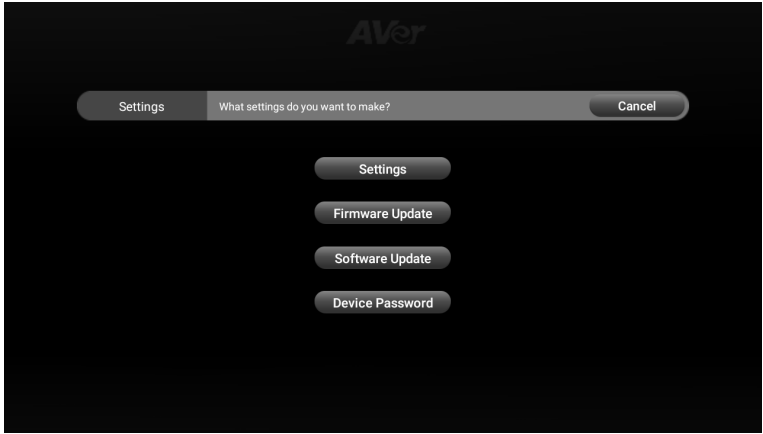 AVer
Settings What settings do you want to make? Cancel
Settings
Firmware Update
Software Update
Device Password